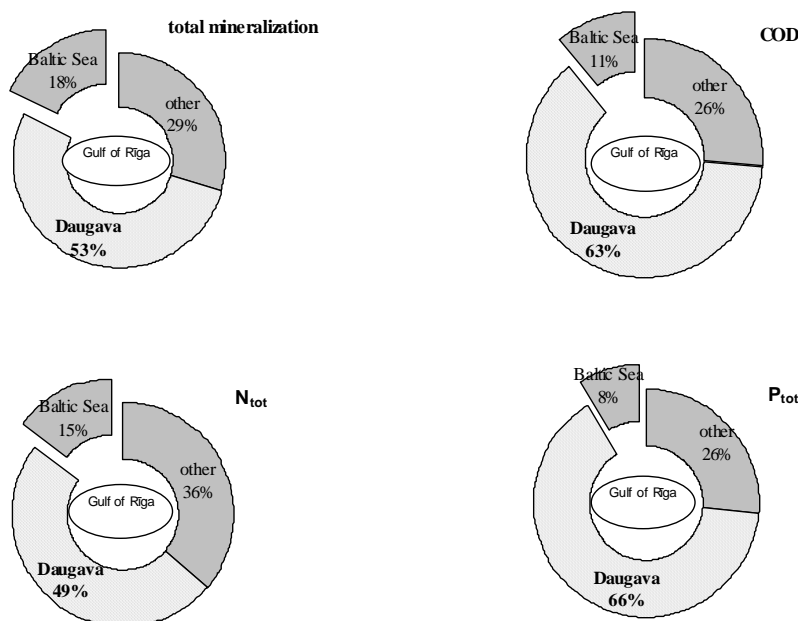 total mineralization
Baltic Sea
18%
other
29%
Gulf of Rīga
Daugava
53%
COD
Baltic Sea
11%
other
26%
Gulf of Rīga
Daugava
63%
N tot
Baltic Sea
15%
other
36%
Gulf of Rīga
Daugava
49%
P tot
Baltic Sea
8%
other
26%
Gulf of Rīga
Daugava
66%